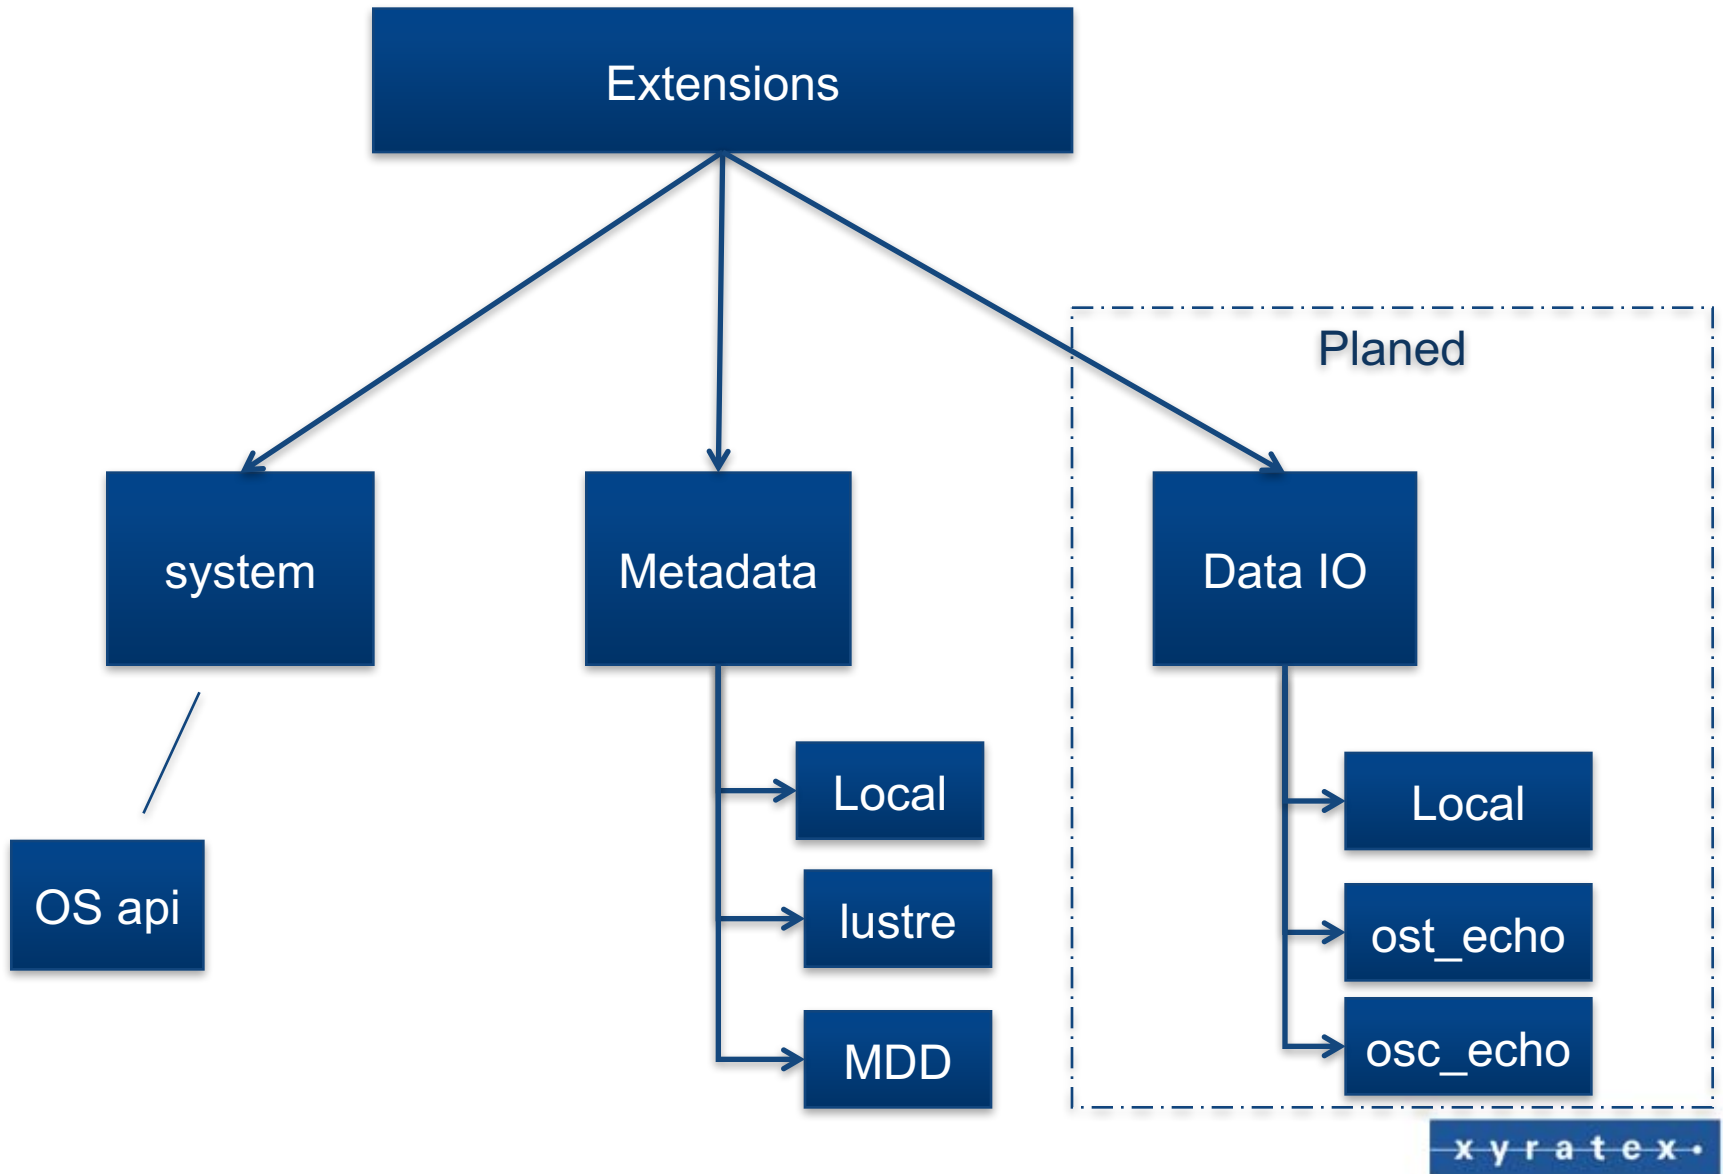 Extensions
Planed
system
Metadata
Data IO
Local
Local
OS api
lustre
ost_echo
MDD
osc_echo
xyratex